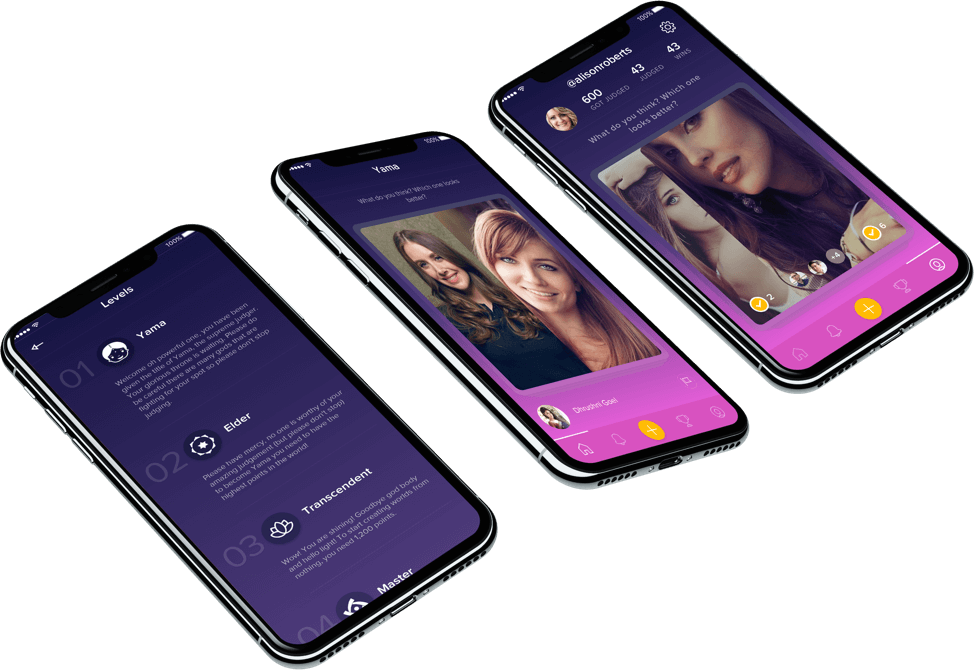 100%
Levels
01
Yama
Welcome oh powerful one, you have been
given the title of Yama, the supreme judger.
Your glorious throne is waiting. Please do
be careful there are many gods that are
fighting for your spot so please don't stop
judging.
02
Elder
Please have mercy, no one is worthy of your
amazing judgement (but please don't stop)
to become Yama you need to have the
highest points in the world!
03
Transcendent
Wow! You are shining! Goodbye god body
and hello light! To start creating worlds from
nothing, you need 1,200 points.
04
Master
100%
Yama
What do you think? Which one looks
better?
Dhrushni Goel
100%
@alisonroberts
600
GOT JUDGED
43
JUDGED
43
WINS
What do you think? Which one
looks better?
2
+4
6